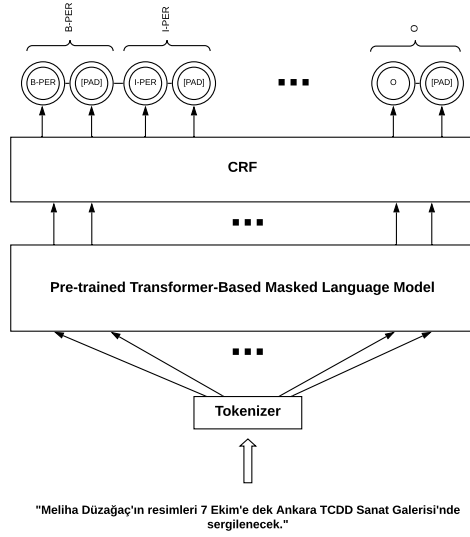 B-PER
I-PER
O
B-PER
[PAD]
I-PER
[PAD]
O
[PAD]
CRF
Pre-trained Transformer-Based Masked Language Model
Tokenizer
"Meliha Düzağaç'ın resimleri 7 Ekim'e dek Ankara TCDD Sanat Galerisi'nde
sergilenecek."